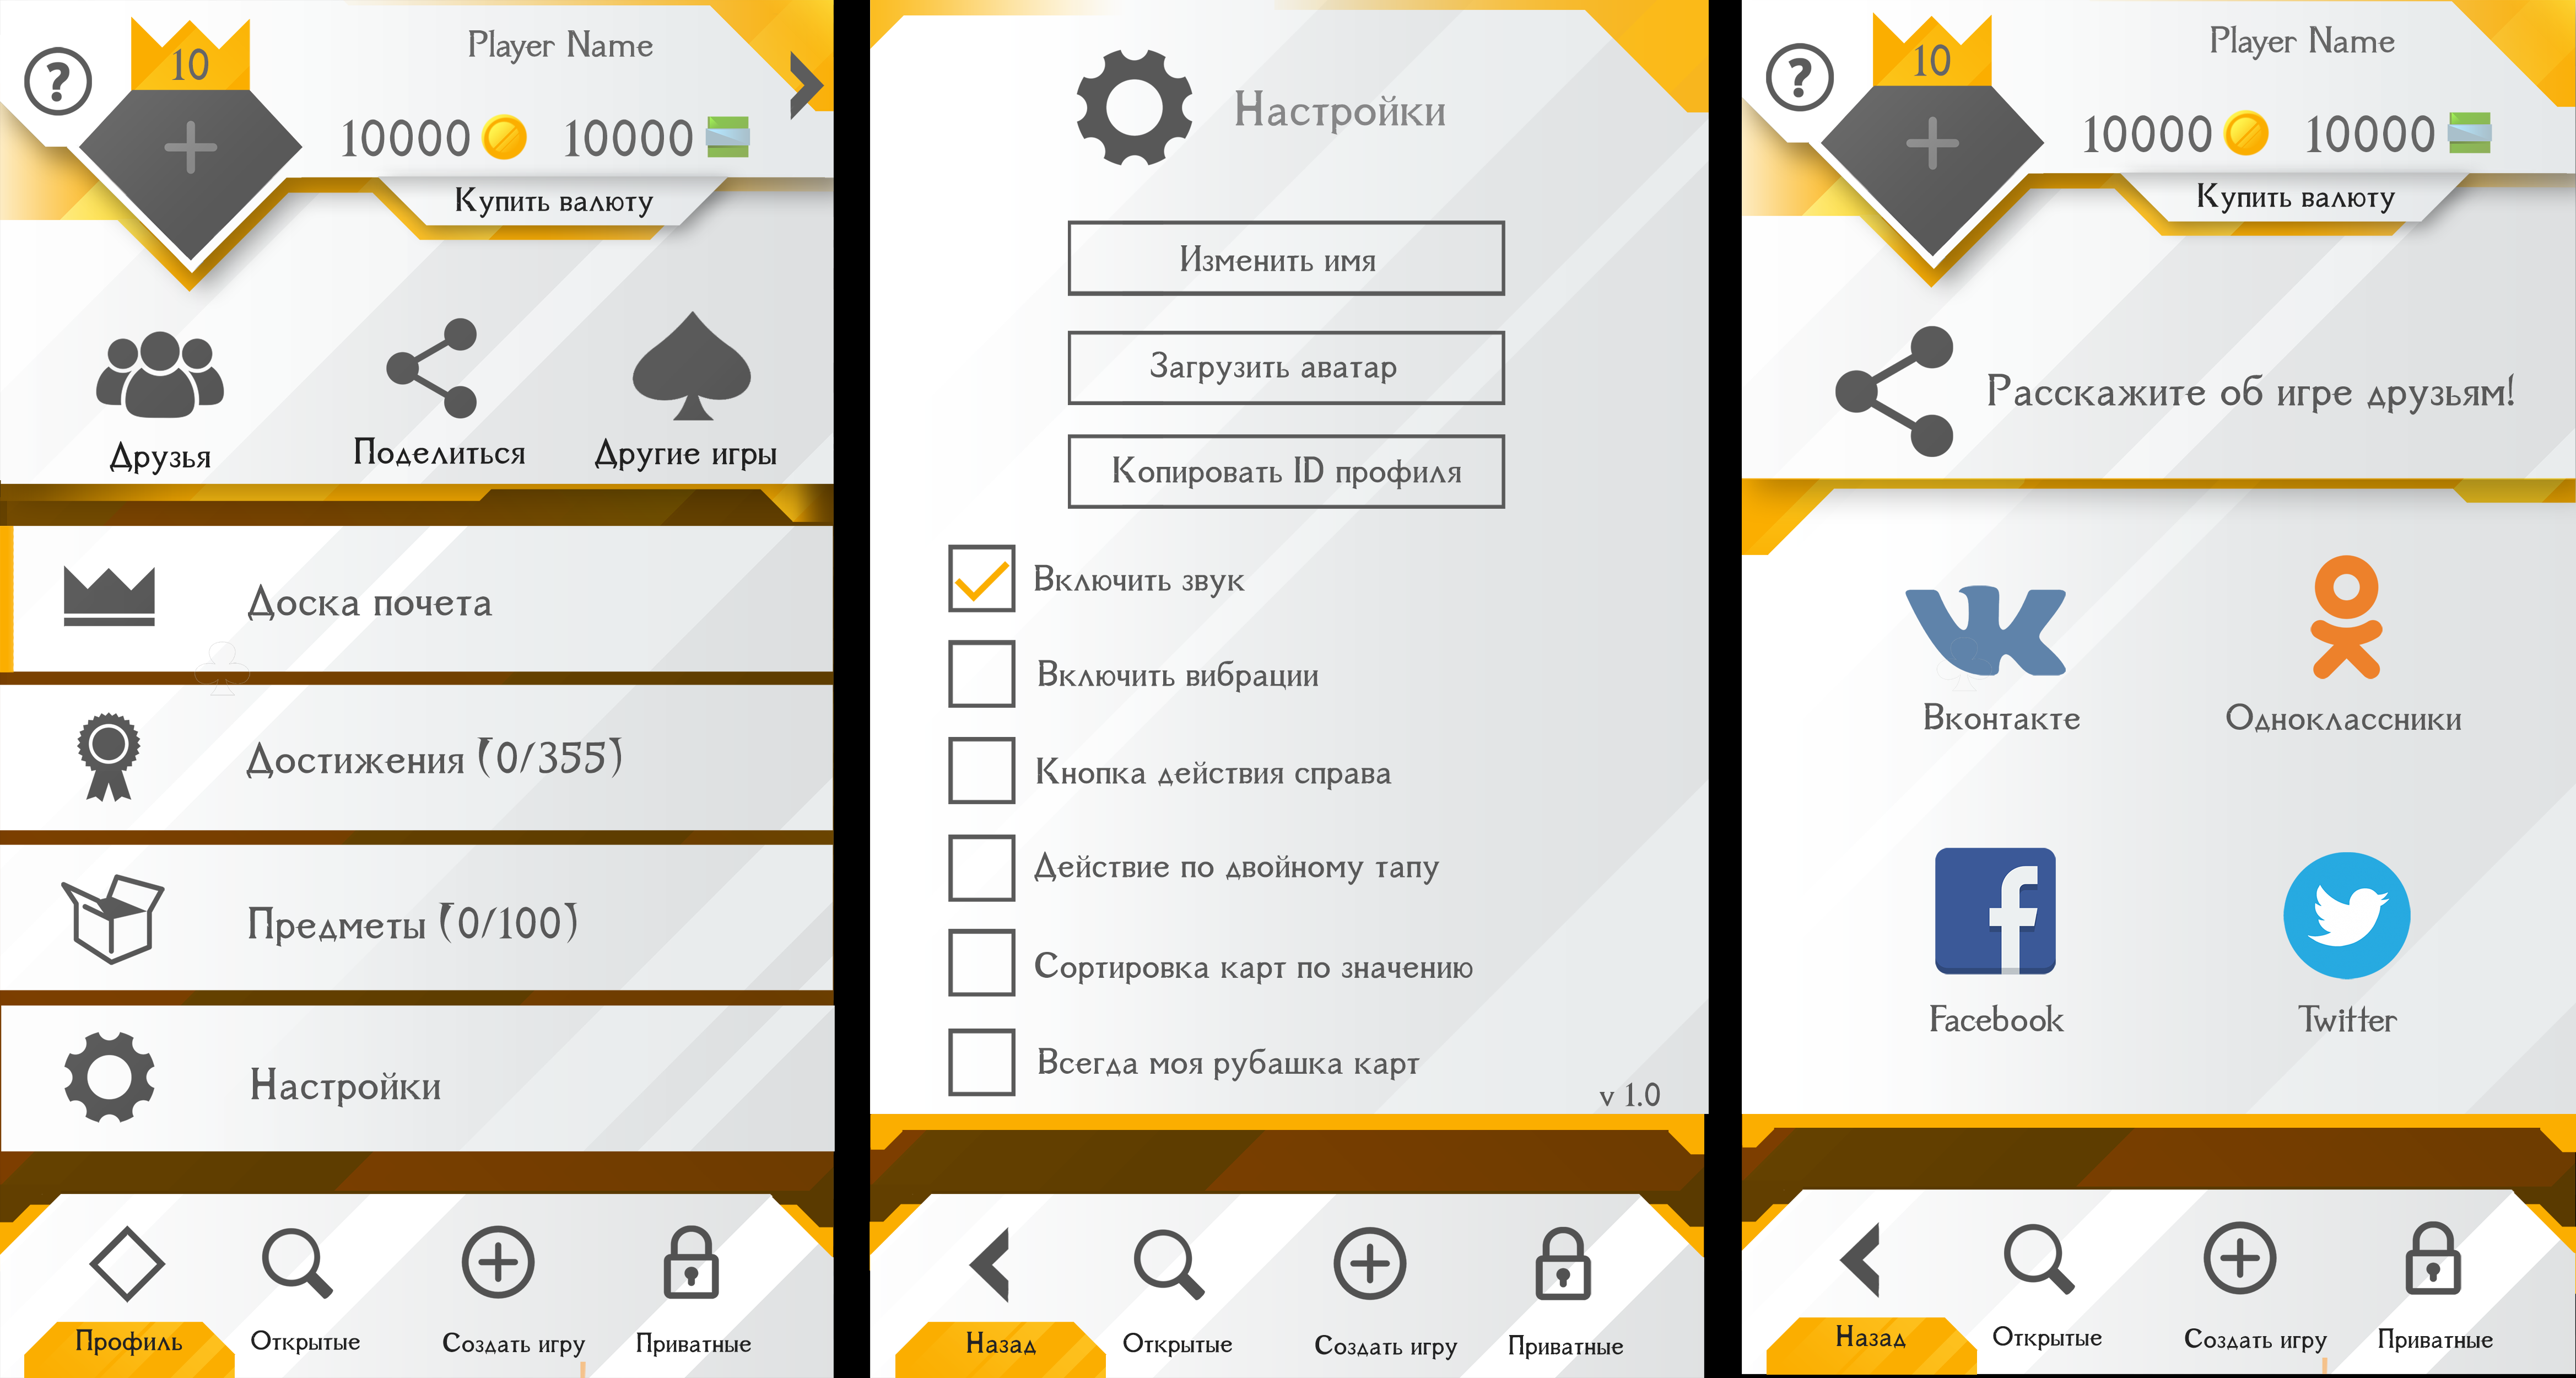 ?
10
Player Name
10000 10000
Купить валюту
Друзья
Поделиться
Другие игры
Доска почета
Достижения (0/355)
Предметы (0/100)
Настройки
Профиль
Открытые
Создать игру
Приватные
Настройки
Изменить имя
Загрузить аватар
Копировать ID профиля
Включить звук
Включить вибрации
Кнопка действия справа
Действие по двойному тапу
Сортировка карт по значению
Всегда моя рубашка карт
v 1.0
Назад
Открытые
Создать игру
Приватные
?
10
Player Name
10000 10000
Купить валюту
Расскажите об игре друзьям!
Вконтакте
Одноклассники
Facebook
Twitter
Назад
Открытые
Создать игру
Приватные